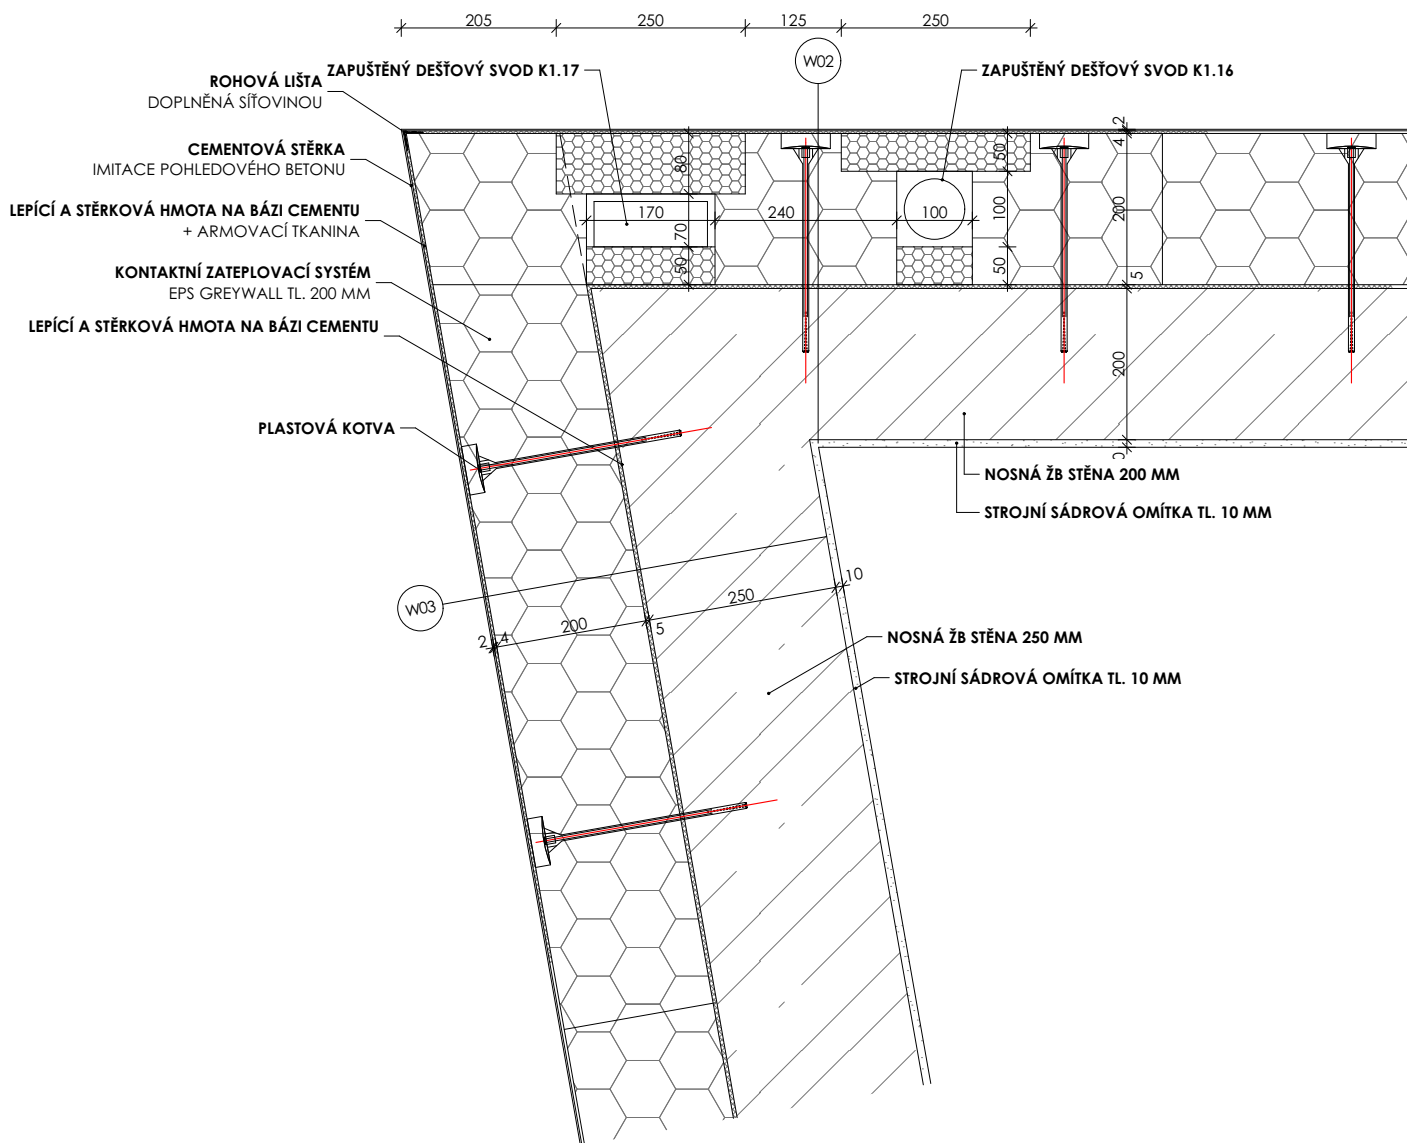 205
250
125
250
W02
ZAPUŠTĚNÝ DEŠŤOVÝ SVOD K1.17
ZAPUŠTĚNÝ DEŠŤOVÝ SVOD K1.16
ROHOVÁ LIŠTA
DOPLNĚNÁ SÍŤOVINOU
CEMENTOVÁ STĚRKA
IMITACE POHLEDOVÉHO BETONU
LEPÍCÍ A STĚRKOVÁ HMOTA NA BÁZI CEMENTU
+ ARMOVACÍ TKANINA
KONTAKTNÍ ZATEPLOVACÍ SYSTÉM
EPS GREYWALL TL. 200 MM
LEPÍCÍ A STĚRKOVÁ HMOTA NA BÁZI CEMENTU
PLASTOVÁ KOTVA
80
170
70
50
240
100
50
100
50
2
4
200
5
200
NOSNÁ ŽB STĚNA 200 MM
STROJNÍ SÁDROVÁ OMÍTKA TL. 10 MM
W03
2
4
200
5
250
10
NOSNÁ ŽB STĚNA 250 MM
STROJNÍ SÁDROVÁ OMÍTKA TL. 10 MM